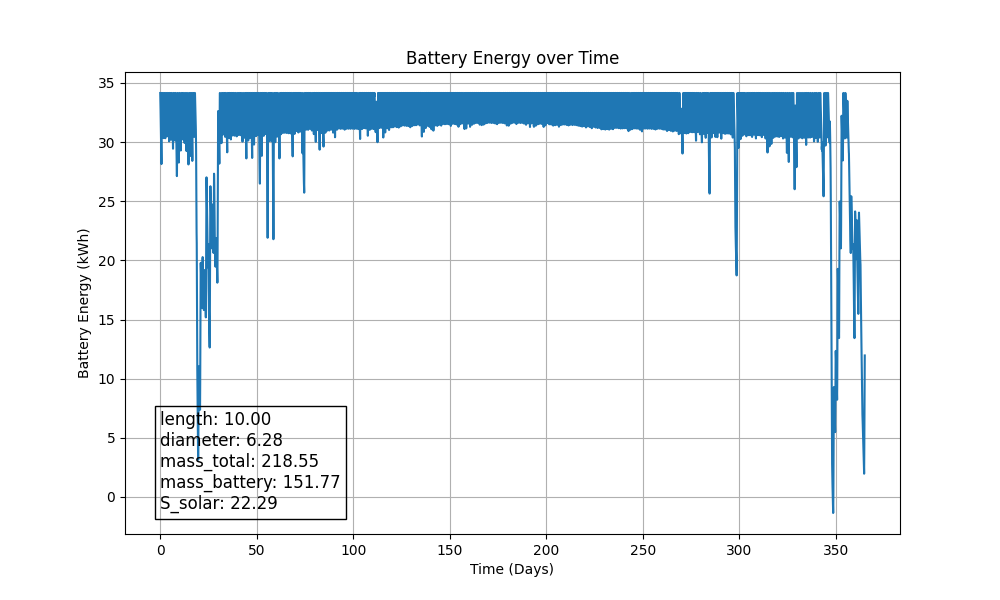 Battery Energy over Time
Battery Energy (kWh)
35
30
25
20
15
10
5
0
length: 10.00
diameter: 6.28
mass_total: 218.55
mass_battery: 151.77
S_solar: 22.29
0 50 100 150 200 250 300 350
Time (Days)